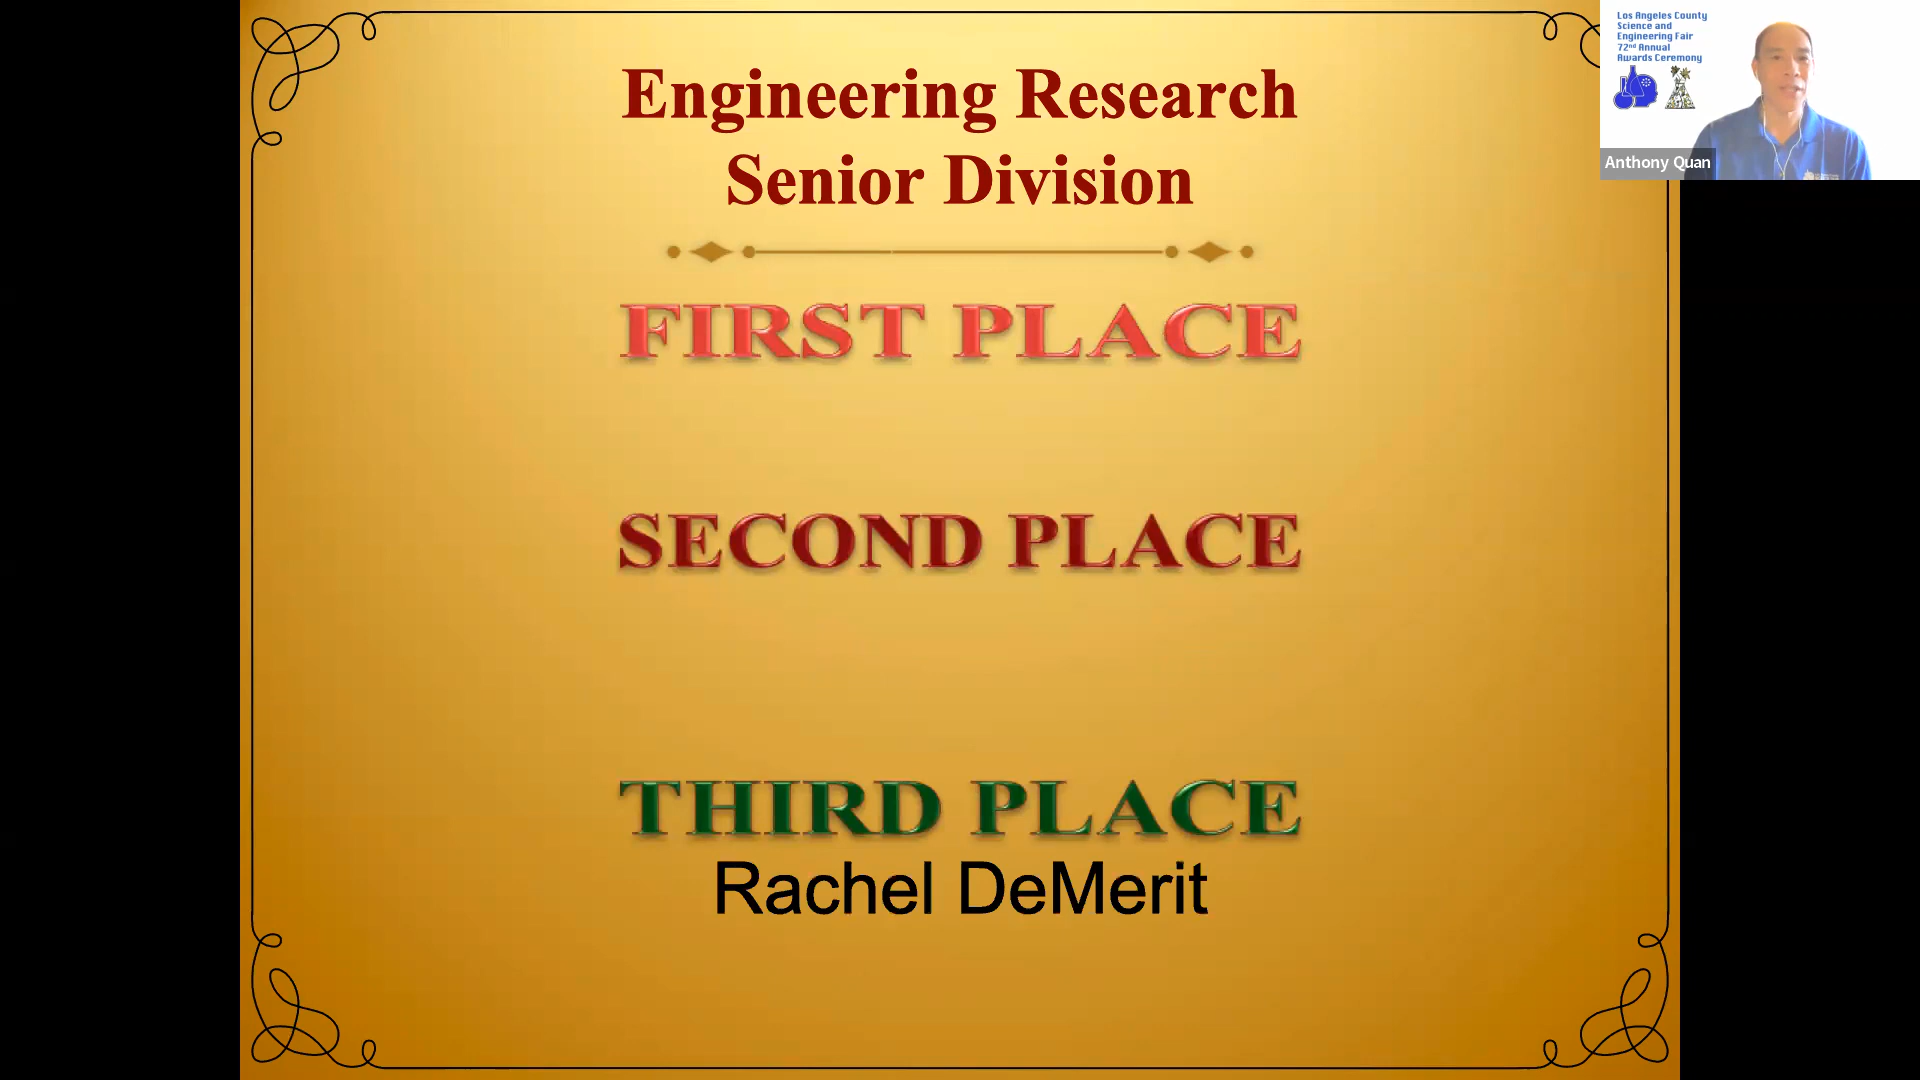 Engineering Research
Senior Division
FIRST PLACE
SECOND PLACE
THIRD PLACE
Rachel DeMerit
Los Angeles County
Science and
Engineering Fair
72nd Annual
Awards Ceremony
Anthony Quan